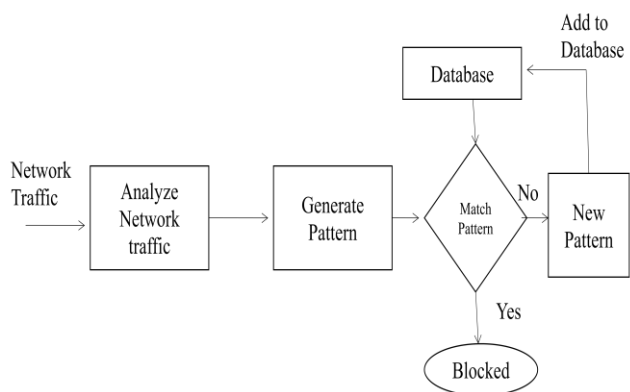 Add to
Database
Database
Network
Traffic
Analyze
Network
traffic
Generate
Pattern
Match
Pattern
No
New
Pattern
Yes
Blocked